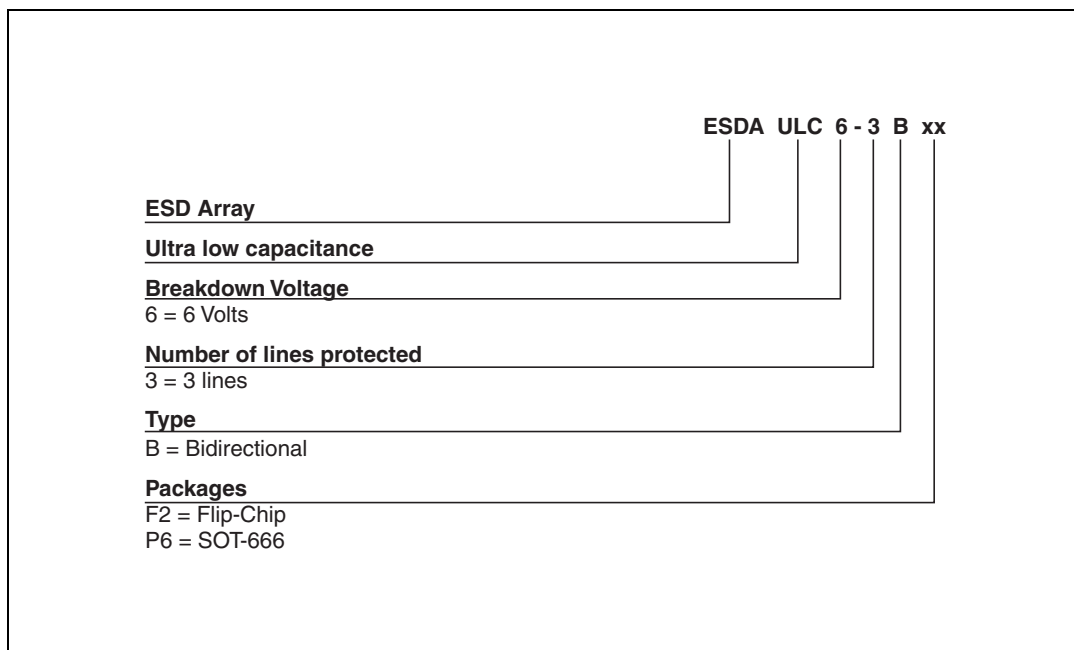 ESDA ULC 6 - 3 B xx
ESD Array
Ultra low capacitance
Breakdown Voltage
6 = 6 Volts
Number of lines protected
3 = 3 lines
Type
B = Bidirectional
Packages
F2 = Flip-Chip
P6 = SOT-666